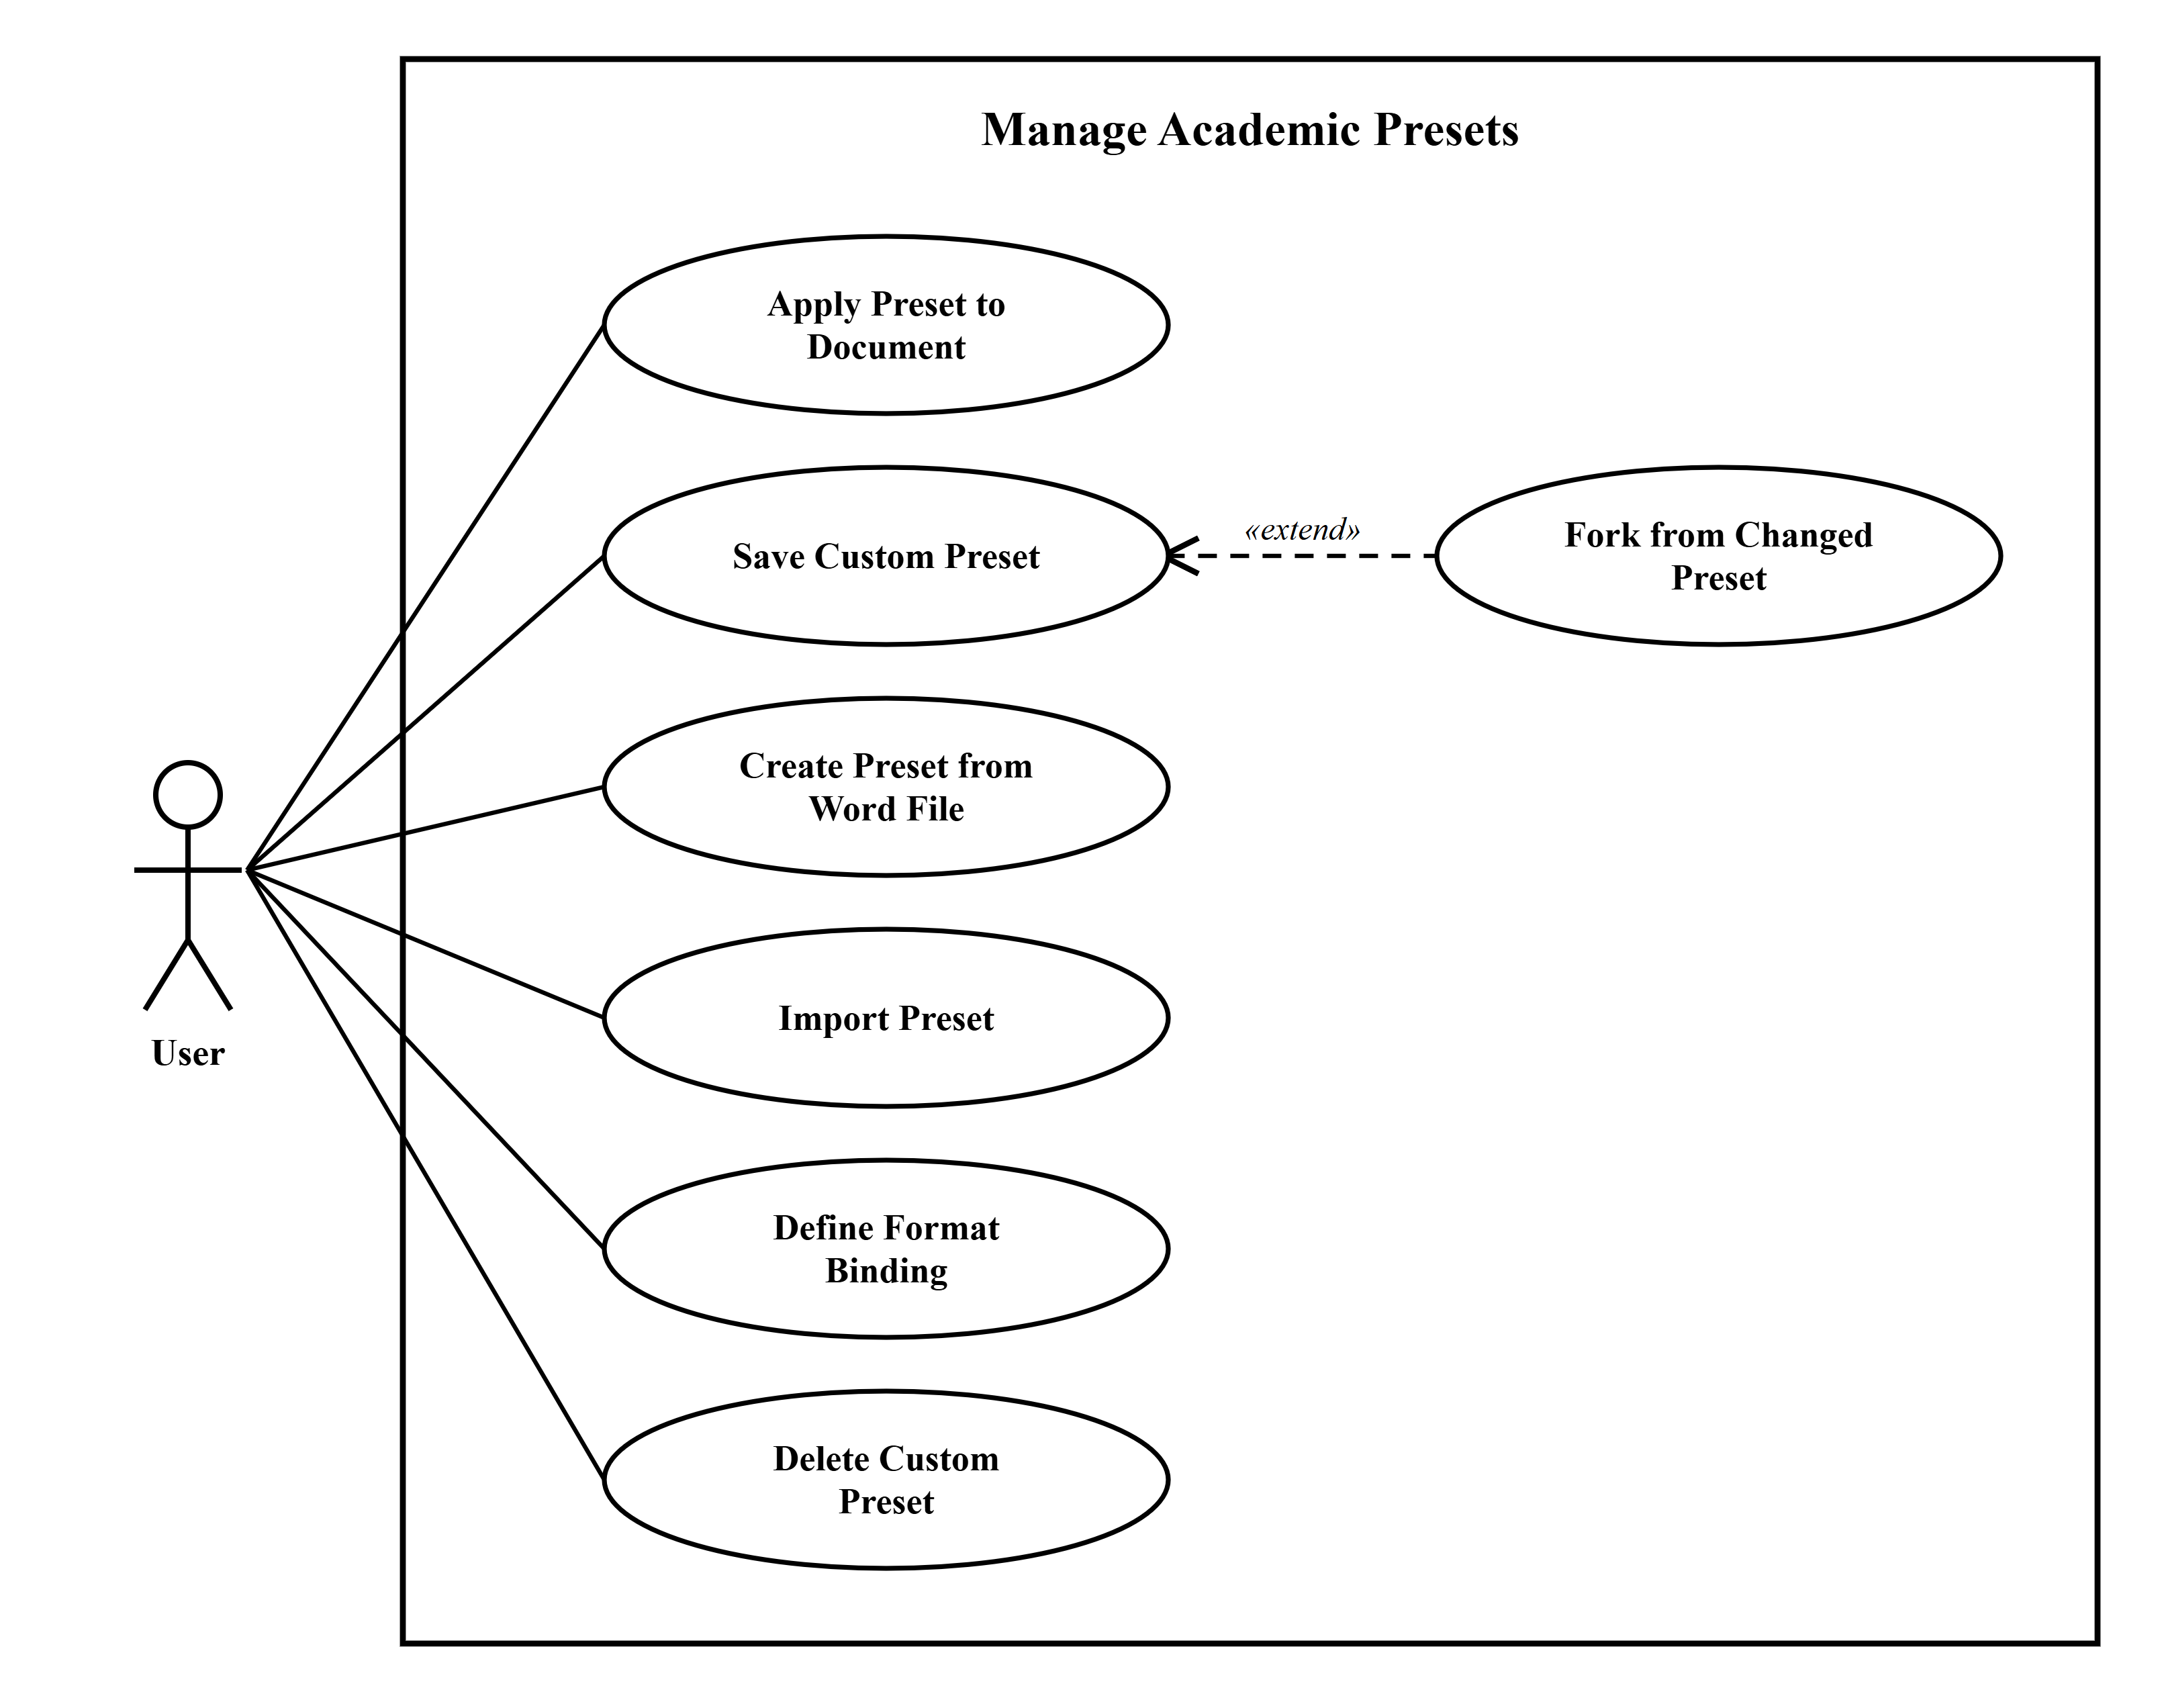 Manage Academic Presets
Apply Preset to
Document
Save Custom Preset
«extend»
Fork from Changed
Preset
Create Preset from
Word File
Import Preset
User
Define Format
Binding
Delete Custom
Preset